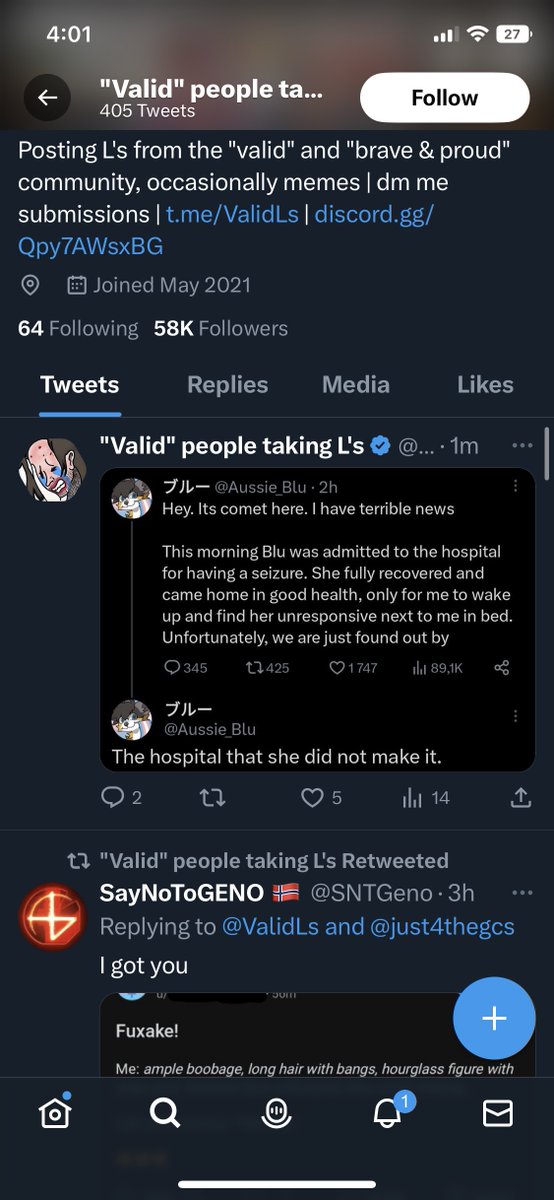 4:01
27
"Valid" people ta...
405 Tweets
Follow
Posting L's from the "valid" and "brave & proud"
community, occasionally memes | dm me
submissions | t.me/ValidLs | discord.gg/
Qpy7AWsxBG
Joined May 2021
64 Following 58K Followers
Tweets Replies Media Likes
"Valid" people taking L's @... · 1m
ブルー @Aussie_Blu · 2h
Hey. Its comet here. I have terrible news
This morning Blu was admitted to the hospital
for having a seizure. She fully recovered and
came home in good health, only for me to wake
up and find her unresponsive next to me in bed.
Unfortunately, we are just found out by
345 425 1 747 89,1K
ブルー
@Aussie_Blu
The hospital that she did not make it.
2 5 14
"Valid" people taking L's Retweeted
SayNoToGENO 🇳🇴 @SNTGeno · 3h
Replying to @ValidLs and @just4thegcs
I got you
Fuxake!
Me: ample boobage, long hair with bangs, hourglass figure with
1